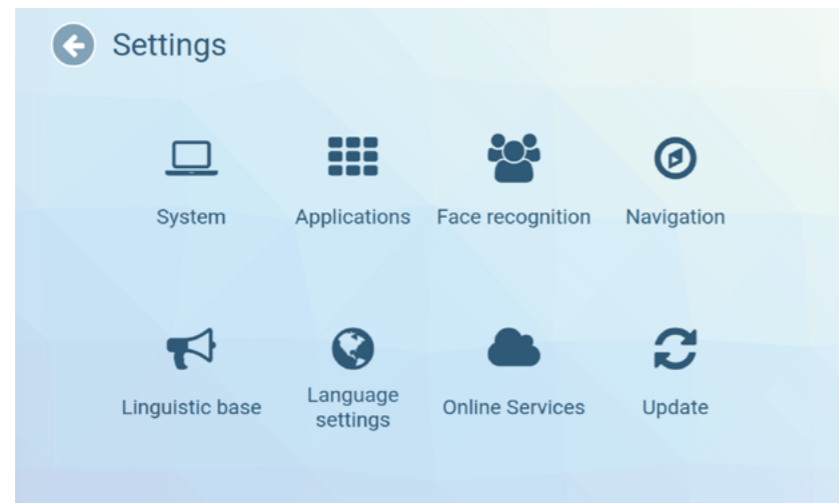 Settings
System
Applications
Face recognition
Navigation
Linguistic base
Language
settings
Online Services
Update